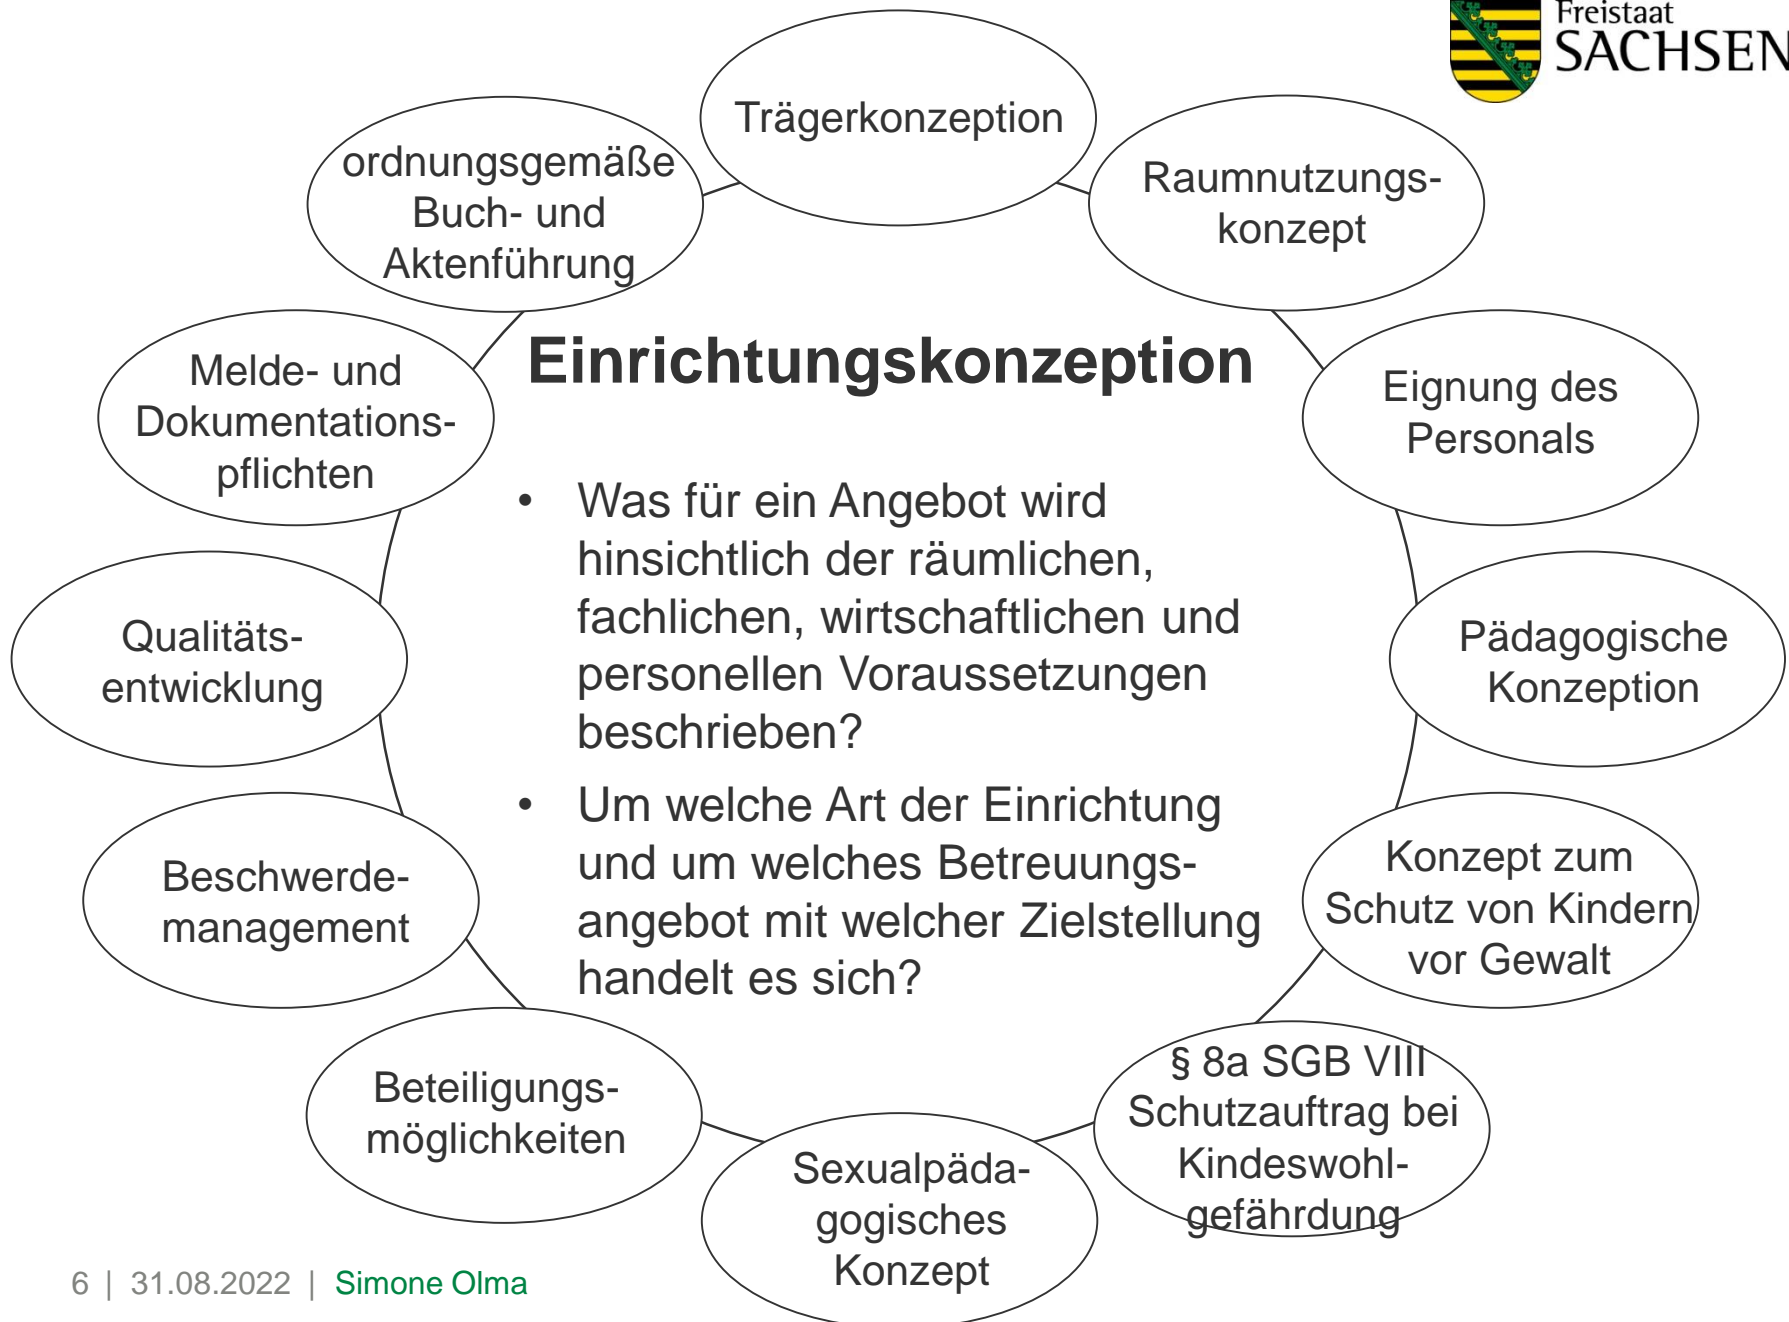 Freistaat
SACHSEN
Trägerkonzeption
Raumnutzungs-
konzept
Eignung des
Personals
Pädagogische
Konzeption
Konzept zum
Schutz von Kindern
vor Gewalt
§ 8a SGB VIII
Schutzauftrag bei
Kindeswohl-
gefährdung
Sexualpäda-
gogisches
Konzept
Beteiligungs-
möglichkeiten
Beschwerde-
management
Qualitäts-
entwicklung
Melde- und
Dokumentations-
pflichten
ordnungsgemäße
Buch- und
Aktenführung
Einrichtungskonzeption
• Was für ein Angebot wird
hinsichtlich der räumlichen,
fachlichen, wirtschaftlichen und
personellen Voraussetzungen
beschrieben?
• Um welche Art der Einrichtung
und um welches Betreuungs-
angebot mit welcher Zielstellung
handelt es sich?
6 | 31.08.2022 | Simone Olma